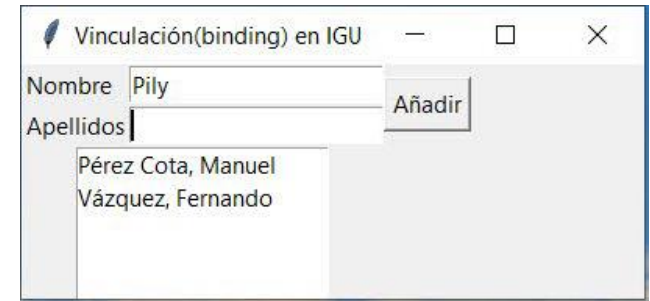 Vinculación(binding) en IGU
Nombre Pily
Añadir
Apellidos
Pérez Cota, Manuel
Vázquez, Fernando